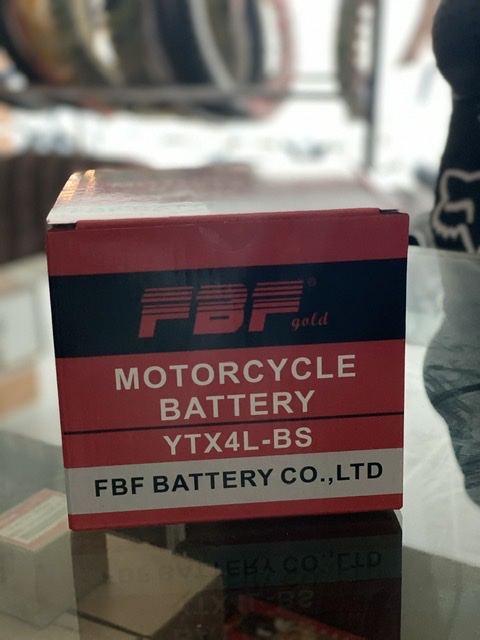 FBF® gold
MOTORCYCLE
BATTERY
YTX4L-BS
FBF BATTERY CO.,LTD